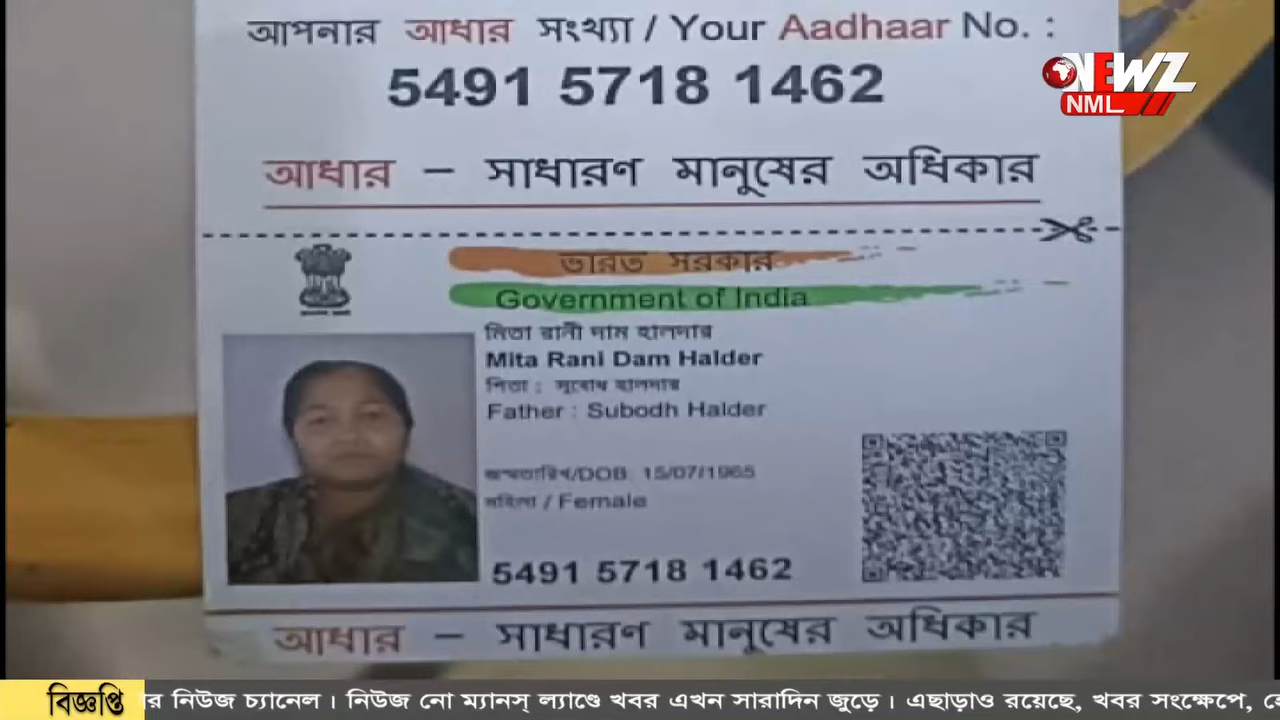 আপনার আধার সংখ্যা / Your Aadhaar No. :
5491 5718 1462
NEWZ
NML
আধার – সাধারণ মানুষের অধিকার
ভারত সরকার
Government of India
মিতা রানী দাম হালদার
Mita Rani Dam Halder
পিতা : সুবোধ হালদার
Father : Subodh Halder
জন্মতারিখ/DOB: 15/07/1965
মহিলা / Female
5491 5718 1462
আধার – সাধারণ মানুষের অধিকার
বিজ্ঞপ্তি র নিউজ চ্যানেল । নিউজ নো ম্যানস্ ল্যাণ্ডে খবর এখন সারাদিন জুড়ে । এছাড়াও রয়েছে, খবর সংক্ষেপে,